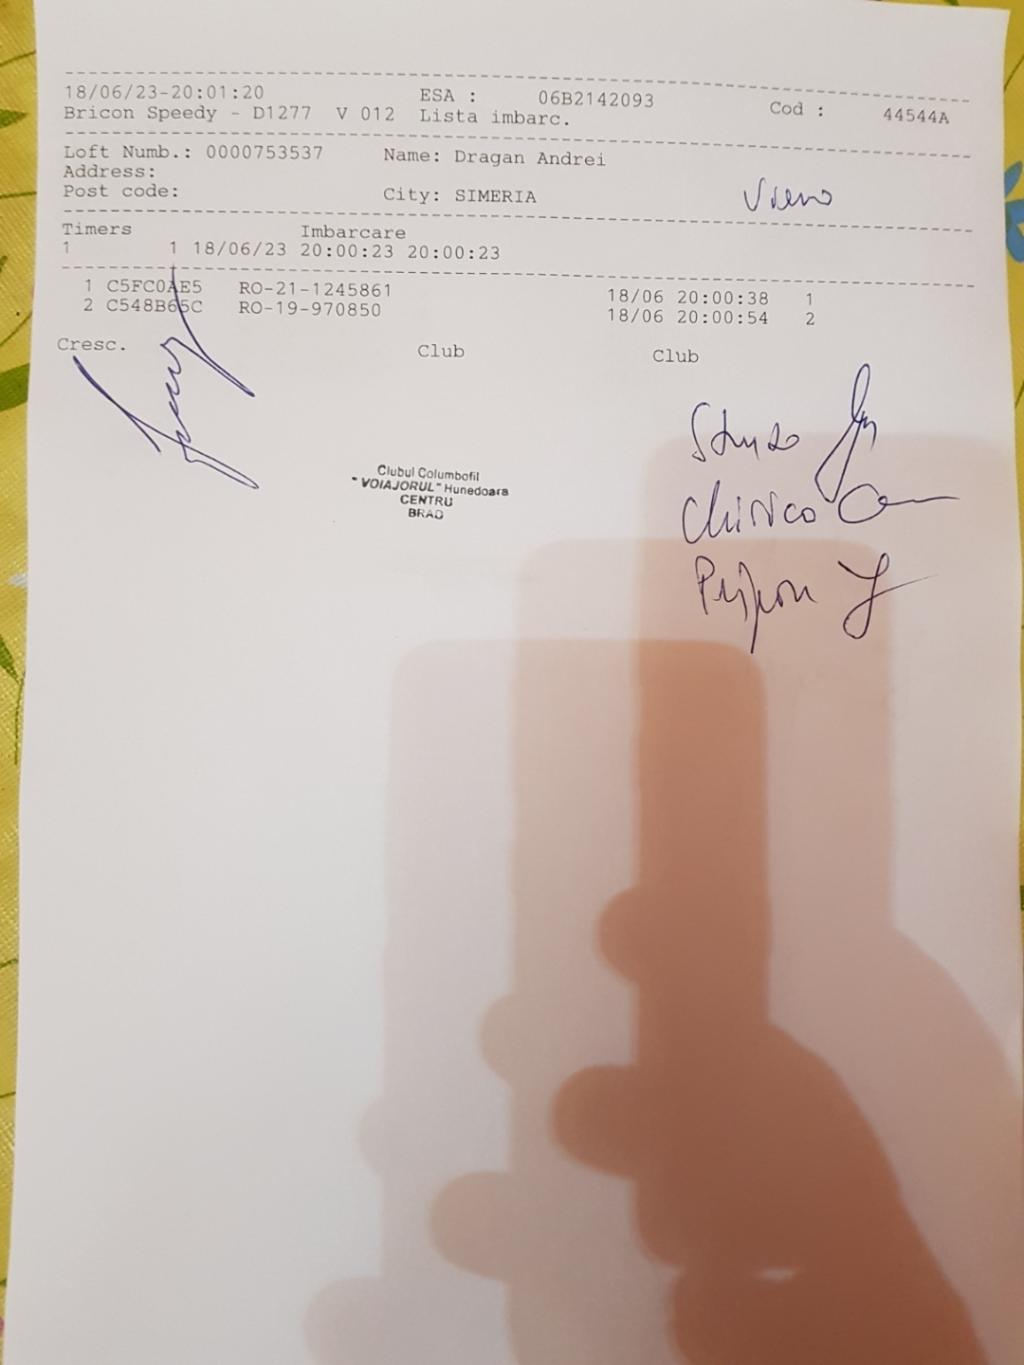 18/06/23-20:01:20 ESA : 06B2142093 Cod : 44544A
Bricon Speedy - D1277 V 012 Lista imbarc.
Loft Numb.: 0000753537 Name: Dragan Andrei
Address:
Post code: City: SIMERIA
Timers Imbarcare
1 1 18/06/23 20:00:23 20:00:23
1 C5FC0AE5 RO-21-1245861 18/06 20:00:38 1
2 C548B65C RO-19-970850 18/06 20:00:54 2
Cresc. Club Club
Clubul Columbofil
"VOIAJORUL" Hunedoara
CENTRU
BRAD